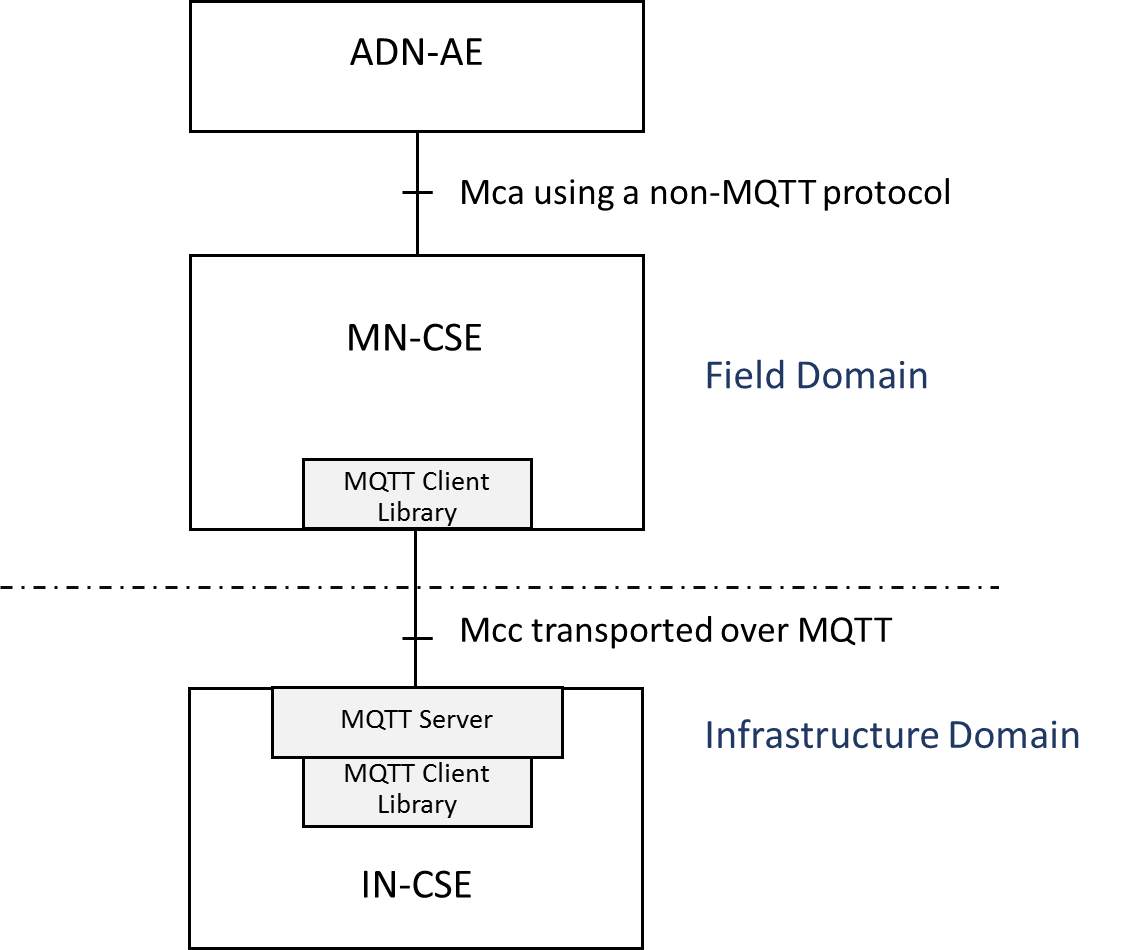 ADN-AE
Mca using a non-MQTT protocol
MN-CSE
Field Domain
MQTT Client
Library
Mcc transported over MQTT
MQTT Server
Infrastructure Domain
MQTT Client
Library
IN-CSE